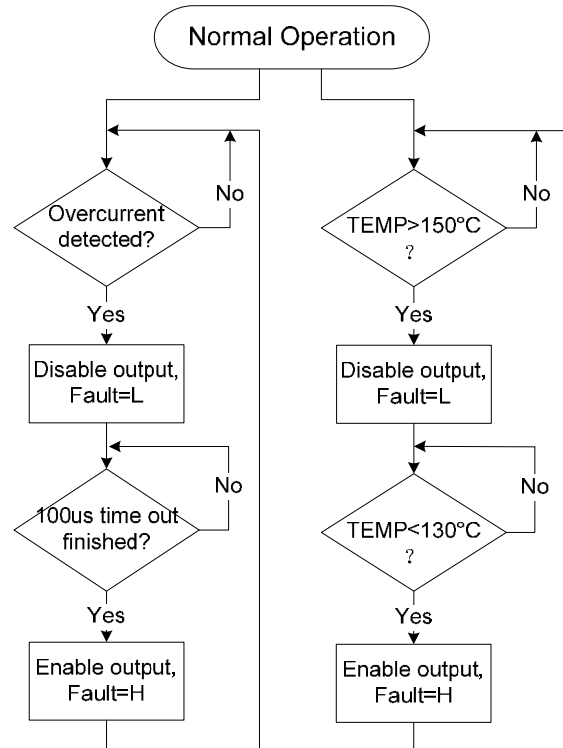 Normal Operation
Overcurrent
detected?
No
Yes
Disable output,
Fault=L
100us time out
finished?
No
Yes
Enable output,
Fault=H
TEMP>150°C
?
No
Yes
Disable output,
Fault=L
TEMP<130°C
?
No
Yes
Enable output,
Fault=H